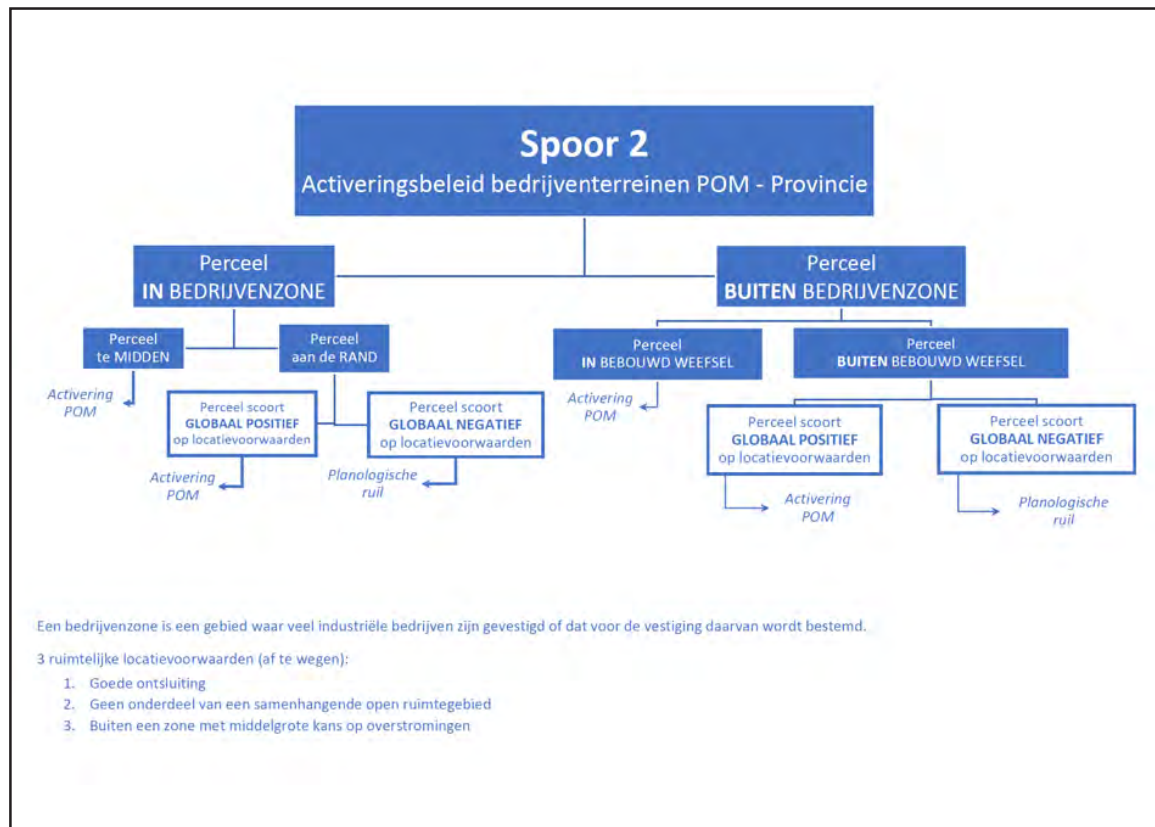 Spoor 2
Activeringsbeleid bedrijventerreinen POM - Provincie
Perceel
IN BEDRIJVENZONE
Perceel
BUITEN BEDRIJVENZONE
Perceel
te MIDDEN
Perceel
aan de RAND
Perceel
IN BEBOUWD WEEFSEL
Perceel
BUITEN BEBOUWD WEEFSEL
Activering
POM
Perceel scoort
GLOBAAL POSITIEF
op locatievoorwaarden
Perceel scoort
GLOBAAL NEGATIEF
op locatievoorwaarden
Activering
POM
Perceel scoort
GLOBAAL POSITIEF
op locatievoorwaarden
Perceel scoort
GLOBAAL NEGATIEF
op locatievoorwaarden
Activering
POM
Planologische
ruil
Activering
POM
Planologische
ruil
Een bedrijvenzone is een gebied waar veel industriële bedrijven zijn gevestigd of dat voor de vestiging daarvan wordt bestemd.
3 ruimtelijke locatievoorwaarden (af te wegen):
1. Goede ontsluiting
2. Geen onderdeel van een samenhangende open ruimtegebied
3. Buiten een zone met middelgrote kans op overstromingen